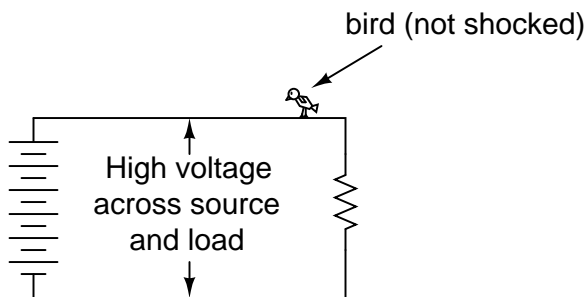 bird (not shocked)
High voltage
across source
and load